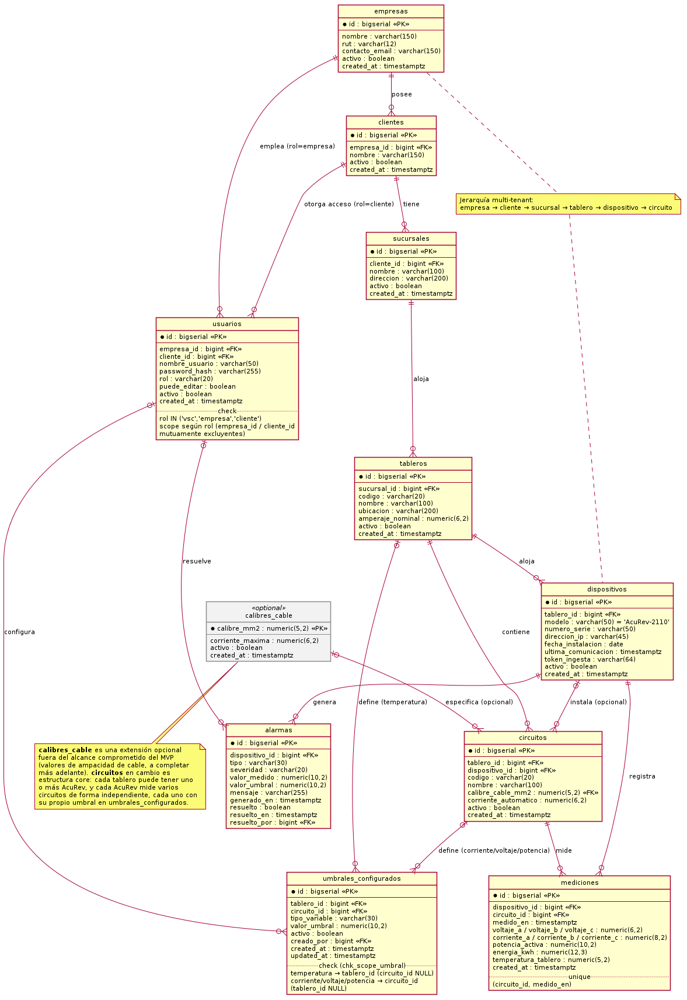 empresas
id : bigserial «PK»
nombre : varchar(150)
rut : varchar(12)
contacto_email : varchar(150)
activo : boolean
created_at : timestamptz
posee
clientes
id : bigserial «PK»
empresa_id : bigint «FK»
nombre : varchar(150)
activo : boolean
created_at : timestamptz
emplea (rol=empresa)
otorga acceso (rol=cliente)
tiene
Jerarquía multi-tenant:
empresa → cliente → sucursal → tablero → dispositivo → circuito
sucursales
id : bigserial «PK»
cliente_id : bigint «FK»
nombre : varchar(100)
direccion : varchar(200)
activo : boolean
created_at : timestamptz
usuarios
id : bigserial «PK»
empresa_id : bigint «FK»
cliente_id : bigint «FK»
nombre_usuario : varchar(50)
password_hash : varchar(255)
rol : varchar(20)
puede_editar : boolean
activo : boolean
created_at : timestamptz
check
rol IN ('vsc','empresa','cliente')
scope según rol (empresa_id / cliente_id
mutuamente excluyentes)
aloja
tableros
id : bigserial «PK»
sucursal_id : bigint «FK»
codigo : varchar(20)
nombre : varchar(100)
ubicacion : varchar(200)
amperaje_nominal : numeric(6,2)
activo : boolean
created_at : timestamptz
resuelve
aloja
dispositivos
id : bigserial «PK»
tablero_id : bigint «FK»
modelo : varchar(50) = 'AcuRev-2110'
numero_serie : varchar(50)
direccion_ip : varchar(45)
fecha_instalacion : date
ultima_comunicacion : timestamptz
token_ingesta : varchar(64)
activo : boolean
created_at : timestamptz
«optional»
calibres_cable
calibre_mm2 : numeric(5,2) «PK»
corriente_maxima : numeric(6,2)
activo : boolean
created_at : timestamptz
configura
contiene
genera
define (temperatura)
especifica (opcional)
instala (opcional)
alarmas
id : bigserial «PK»
dispositivo_id : bigint «FK»
tipo : varchar(30)
severidad : varchar(20)
valor_medido : numeric(10,2)
valor_umbral : numeric(10,2)
mensaje : varchar(255)
generado_en : timestamptz
resuelto : boolean
resuelto_en : timestamptz
resuelto_por : bigint «FK»
circuitos
id : bigserial «PK»
tablero_id : bigint «FK»
dispositivo_id : bigint «FK»
codigo : varchar(20)
nombre : varchar(100)
calibre_cable_mm2 : numeric(5,2) «FK»
corriente_automatico : numeric(6,2)
activo : boolean
created_at : timestamptz
calibres_cable es una extensión opcional
fuera del alcance comprometido del MVP
(valores de ampacidad de cable, a completar
más adelante). circuitos en cambio es
estructura core: cada tablero puede tener uno
o más AcuRev, y cada AcuRev mide varios
circuitos de forma independiente, cada uno con
su propio umbral en umbrales_configurados.
registra
define (corriente/voltaje/potencia)
mide
umbrales_configurados
id : bigserial «PK»
tablero_id : bigint «FK»
circuito_id : bigint «FK»
tipo_variable : varchar(30)
valor_umbral : numeric(10,2)
activo : boolean
creado_por : bigint «FK»
created_at : timestamptz
updated_at : timestamptz
check (chk_scope_umbral)
temperatura → tablero_id (circuito_id NULL)
corriente/voltaje/potencia → circuito_id
(tablero_id NULL)
mediciones
id : bigserial «PK»
dispositivo_id : bigint «FK»
circuito_id : bigint «FK»
medido_en : timestamptz
voltaje_a / voltaje_b / voltaje_c : numeric(6,2)
corriente_a / corriente_b / corriente_c : numeric(8,2)
potencia_activa : numeric(10,2)
energia_kwh : numeric(12,3)
temperatura_tablero : numeric(5,2)
created_at : timestamptz
unique
(circuito_id, medido_en)